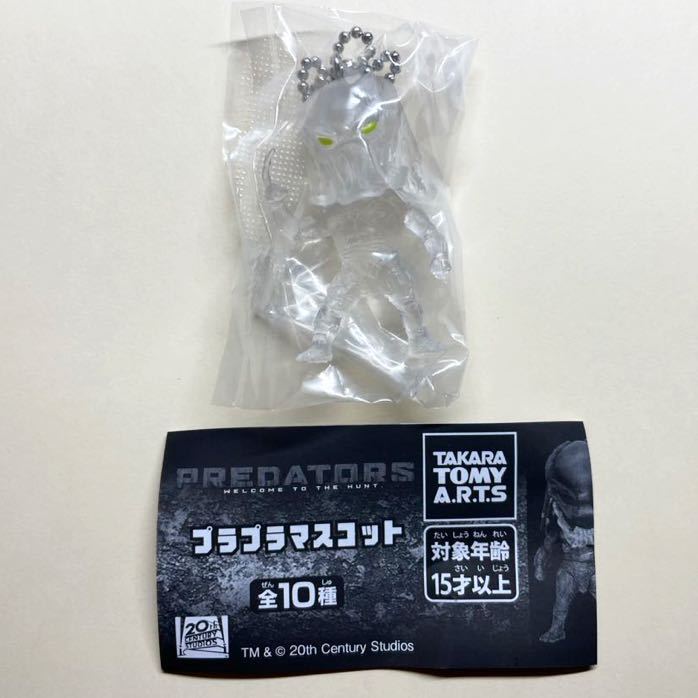 PREDATORS
WELCOME TO THE HUNT
TAKARA
TOMY
A.R.T.S
プラプラマスコット
ぜん しゅ
全10種
たい しょう ねん れい
対象年齢
さい い じょう
15才以上
20th
CENTURY
STUDIOS
TM & © 20th Century Studios